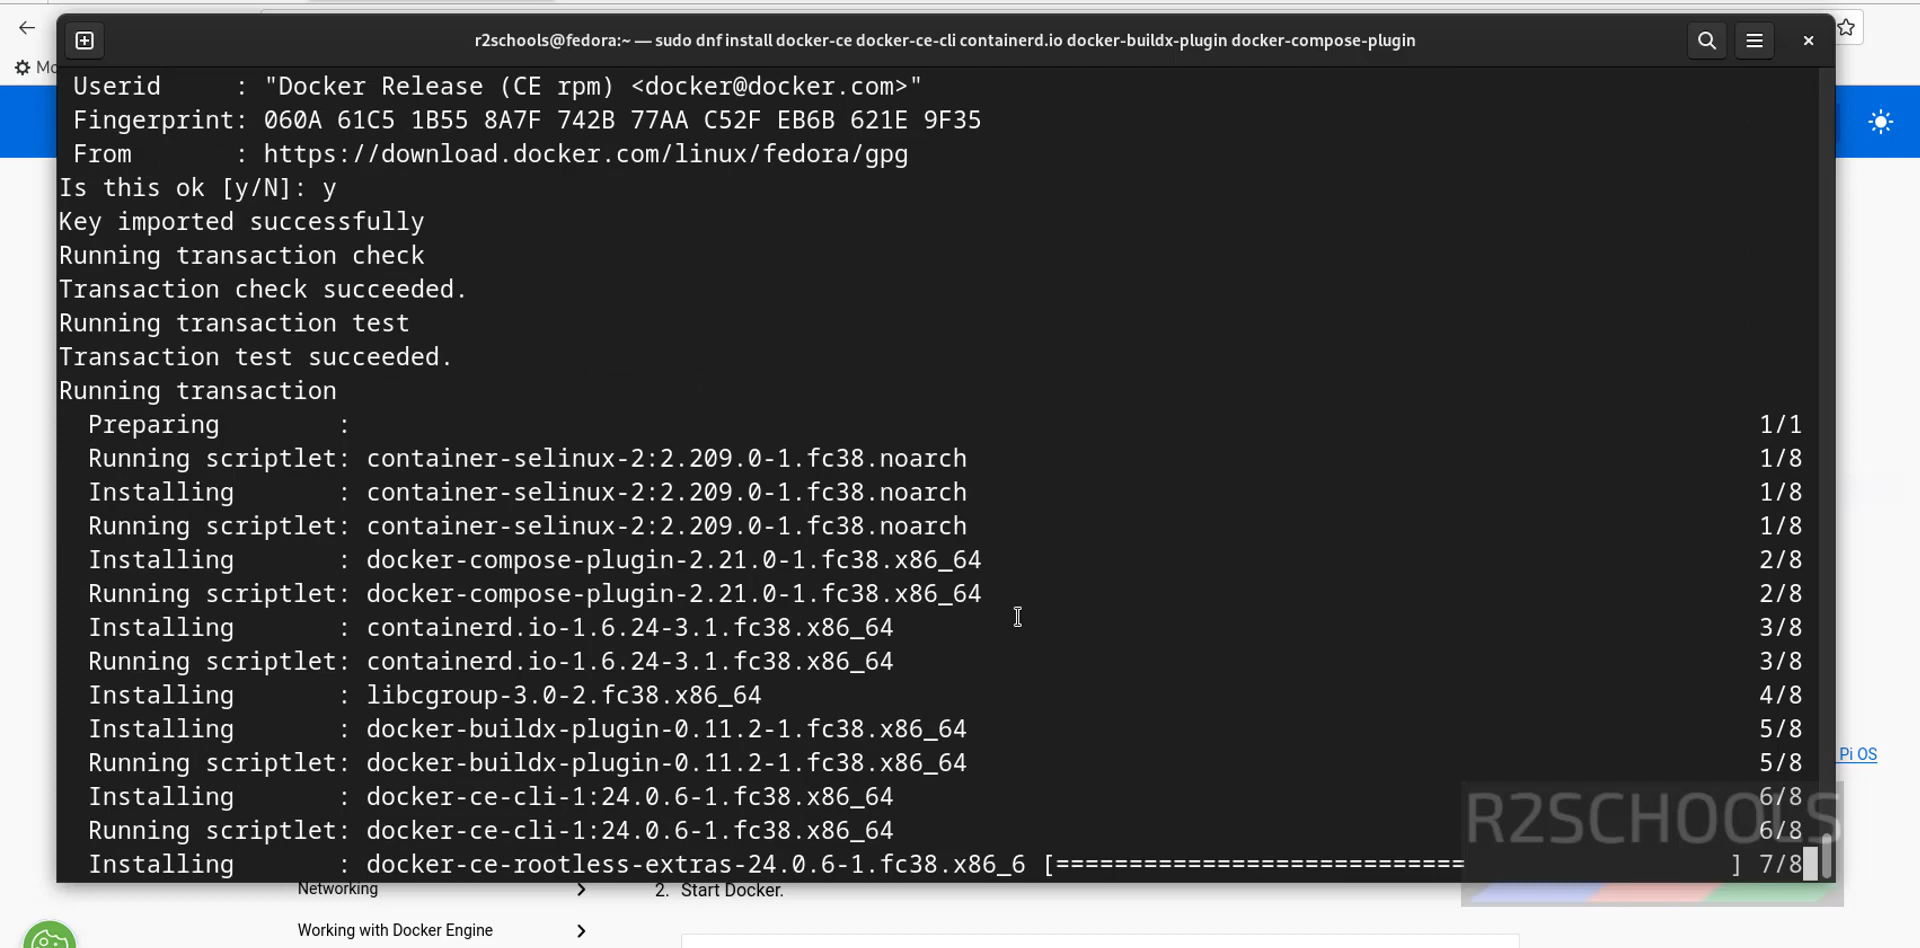 r2schools@fedora:~ — sudo dnf install docker-ce docker-ce-cli containerd.io docker-buildx-plugin docker-compose-plugin
Mo
Userid     : "Docker Release (CE rpm) <docker@docker.com>"
Fingerprint: 060A 61C5 1B55 8A7F 742B 77AA C52F EB6B 621E 9F35
From       : https://download.docker.com/linux/fedora/gpg
Is this ok [y/N]: y
Key imported successfully
Running transaction check
Transaction check succeeded.
Running transaction test
Transaction test succeeded.
Running transaction
Preparing        : 1/1
Running scriptlet: container-selinux-2:2.209.0-1.fc38.noarch 1/8
Installing       : container-selinux-2:2.209.0-1.fc38.noarch 1/8
Running scriptlet: container-selinux-2:2.209.0-1.fc38.noarch 1/8
Installing       : docker-compose-plugin-2.21.0-1.fc38.x86_64 2/8
Running scriptlet: docker-compose-plugin-2.21.0-1.fc38.x86_64 2/8
Installing       : containerd.io-1.6.24-3.1.fc38.x86_64 3/8
Running scriptlet: containerd.io-1.6.24-3.1.fc38.x86_64 3/8
Installing       : libcgroup-3.0-2.fc38.x86_64 4/8
Installing       : docker-buildx-plugin-0.11.2-1.fc38.x86_64 5/8
Running scriptlet: docker-buildx-plugin-0.11.2-1.fc38.x86_64 5/8
Pi OS
Installing       : docker-ce-cli-1:24.0.6-1.fc38.x86_64 6/8
Running scriptlet: docker-ce-cli-1:24.0.6-1.fc38.x86_64 6/8
R2SCHOOLS
Installing       : docker-ce-rootless-extras-24.0.6-1.fc38.x86_6 [============================ ] 7/8
Networking
2. Start Docker.
Working with Docker Engine